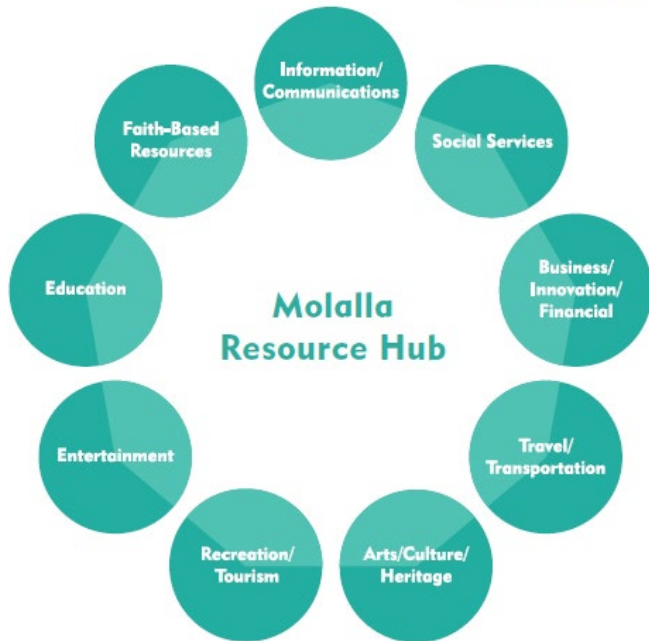 Information/
Communications
Social Services
Business/
Innovation/
Financial
Travel/
Transportation
Arts/Culture/
Heritage
Recreation/
Tourism
Entertainment
Education
Faith-Based
Resources
Molalla
Resource Hub